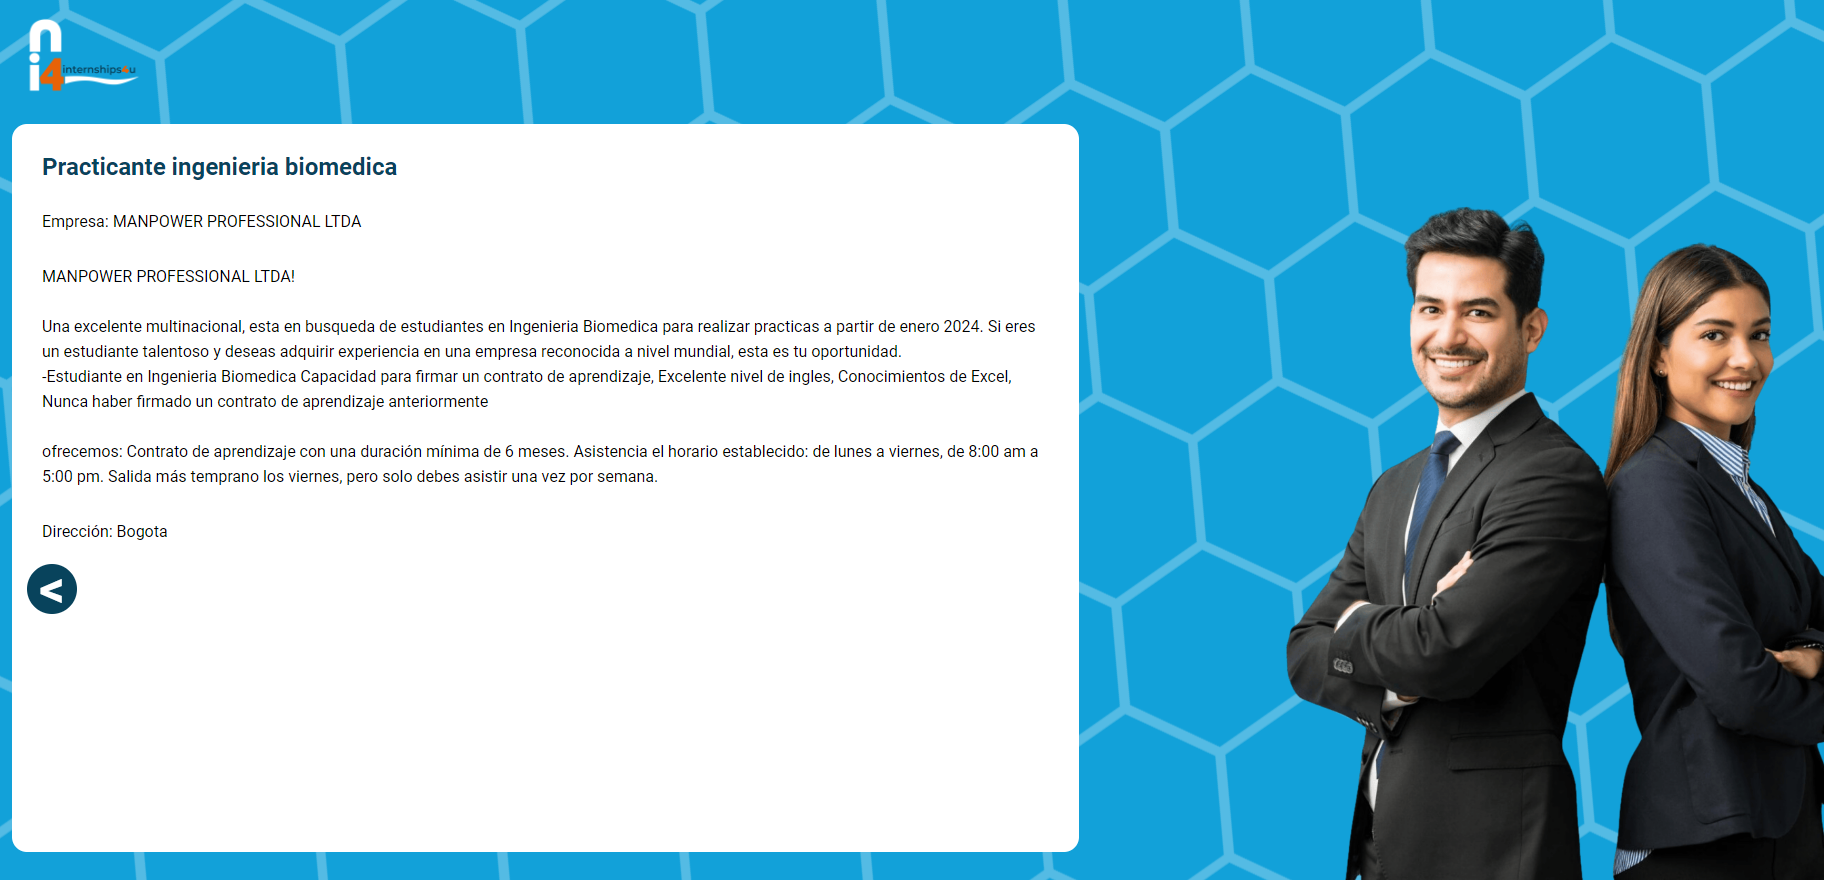 ni4
internships4u
Practicante ingenieria biomedica
Empresa: MANPOWER PROFESSIONAL LTDA
MANPOWER PROFESSIONAL LTDA!
Una excelente multinacional, esta en busqueda de estudiantes en Ingenieria Biomedica para realizar practicas a partir de enero 2024. Si eres
un estudiante talentoso y deseas adquirir experiencia en una empresa reconocida a nivel mundial, esta es tu oportunidad.
-Estudiante en Ingenieria Biomedica Capacidad para firmar un contrato de aprendizaje, Excelente nivel de ingles, Conocimientos de Excel,
Nunca haber firmado un contrato de aprendizaje anteriormente
ofrecemos: Contrato de aprendizaje con una duración mínima de 6 meses. Asistencia el horario establecido: de lunes a viernes, de 8:00 am a
5:00 pm. Salida más temprano los viernes, pero solo debes asistir una vez por semana.
Dirección: Bogota
<